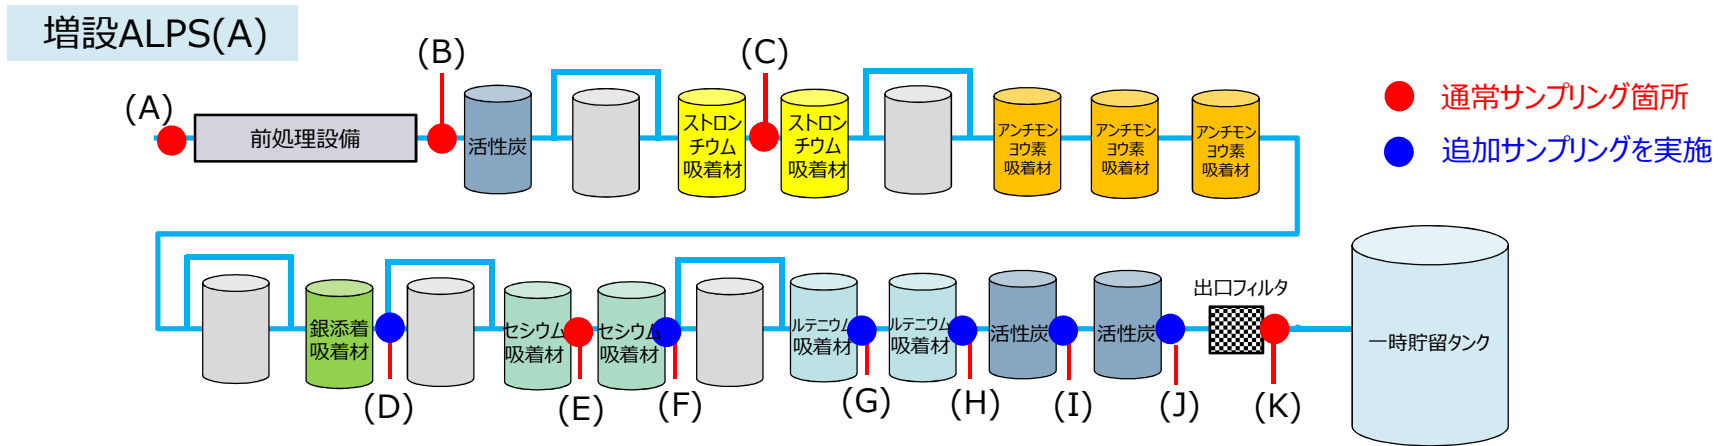 増設ALPS(A)
(A)
前処理設備
(B)
活性炭
ストロン
チウム
吸着材
(C)
ストロン
チウム
吸着材
アンチモン
ヨウ素
吸着材
アンチモン
ヨウ素
吸着材
アンチモン
ヨウ素
吸着材
通常サンプリング箇所
追加サンプリングを実施
銀添着
吸着材
(D)
セシウム
吸着材
(E)
セシウム
吸着材
(F)
ルテニウム
吸着材
(G)
ルテニウム
吸着材
(H)
活性炭
(I)
活性炭
(J)
出口フィルタ
(K)
一時貯留タンク